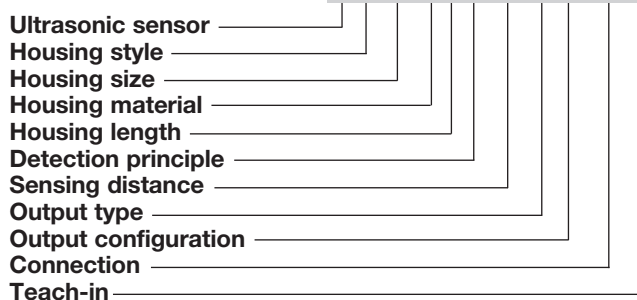 Ultrasonic sensor
Housing style
Housing size
Housing material
Housing length
Detection principle
Sensing distance
Output type
Output configuration
Connection
Teach-in